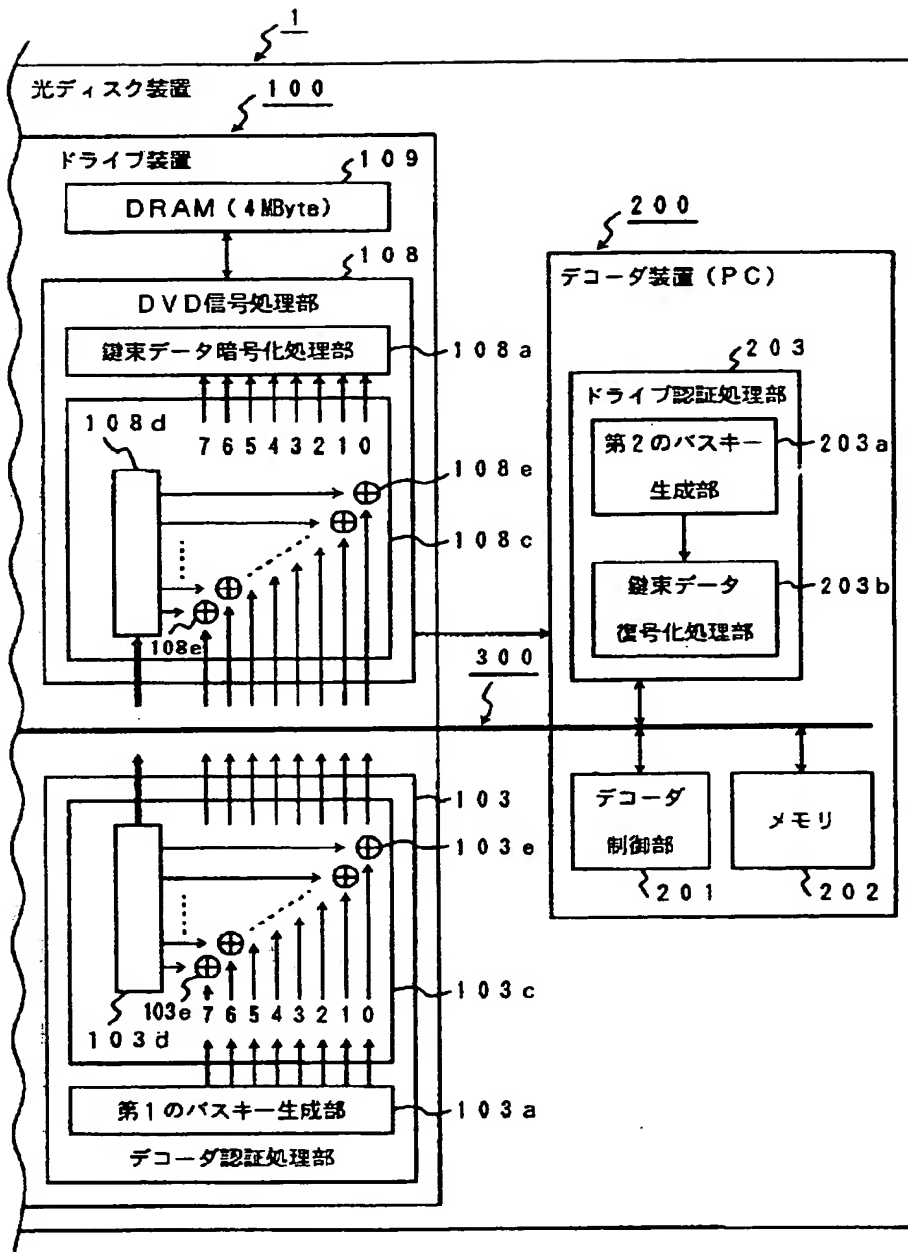 1
光ディスク装置
100
ドライブ装置
109
DRAM(4MByte)
108
DVD信号処理部
鍵束データ暗号化処理部
108a
108d
7 6 5 4 3 2 1 0
108e
108c
108e
200
デコーダ装置(PC)
203
ドライブ認証処理部
第2のバスキー
生成部
203a
鍵束データ
復号化処理部
203b
300
103
103e
103e
7 6 5 4 3 2 1 0
103d
103c
第1のバスキー生成部
103a
デコーダ認証処理部
デコーダ
制御部
201
メモリ
202